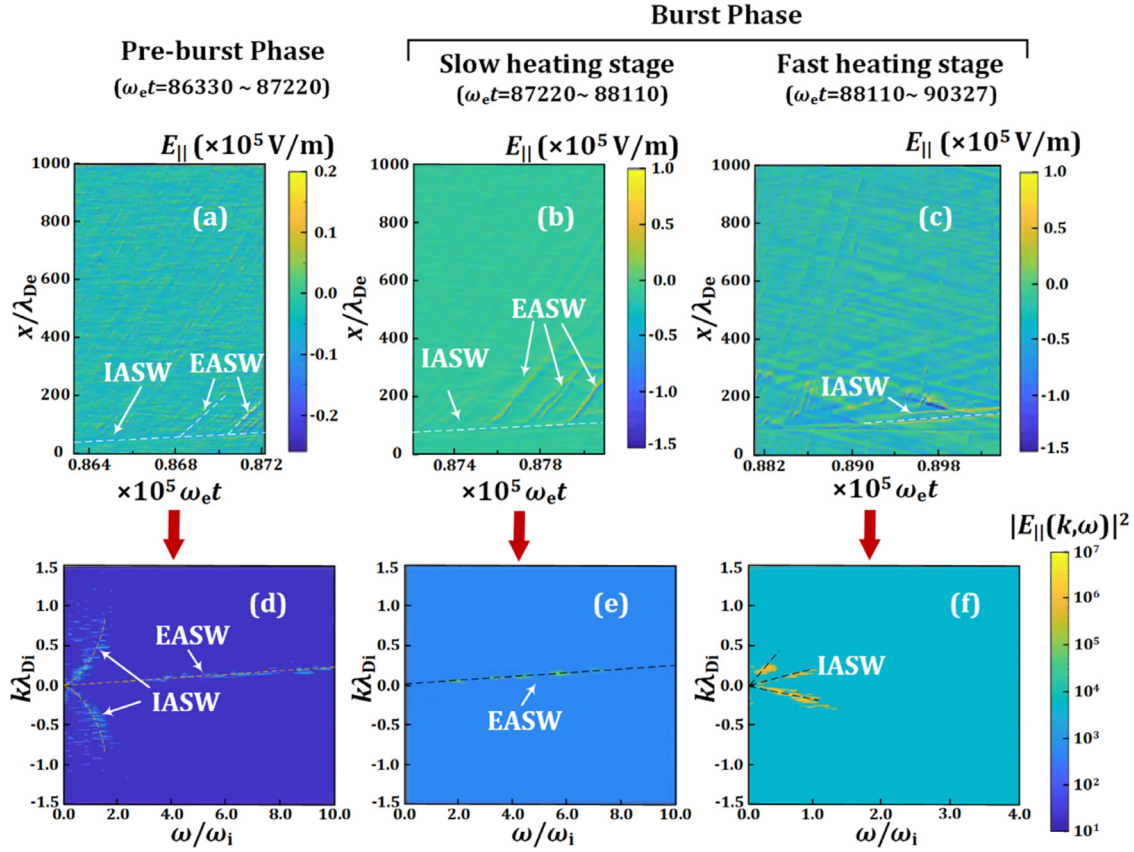 Burst Phase
Pre-burst Phase
(ωₑt=86330 ~ 87220)
Slow heating stage
(ωₑt=87220~ 88110)
Fast heating stage
(ωₑt=88110~ 90327)
E|| (×10⁵ V/m)
1000
800
600
400
200
0
x/λDe
(a)
IASW
EASW
0.864 0.868 0.872
×10⁵ ωₑt
0.2
0.1
0.0
-0.1
-0.2
E|| (×10⁵ V/m)
1000
800
600
400
200
0
x/λDe
(b)
IASW
EASW
0.874 0.878
×10⁵ ωₑt
1.0
0.5
0.0
-0.5
-1.0
-1.5
E|| (×10⁵ V/m)
1000
800
600
400
200
0
x/λDe
(c)
IASW
0.882 0.890 0.898
×10⁵ ωₑt
1.0
0.5
0.0
-0.5
-1.0
-1.5
1.5
1.0
0.5
0.0
-0.5
-1.0
-1.5
kλDi
(d)
EASW
IASW
0.0 2.0 4.0 6.0 8.0 10.0
ω/ωi
1.5
1.0
0.5
0.0
-0.5
-1.0
-1.5
kλDi
(e)
EASW
0.0 2.0 4.0 6.0 8.0 10.0
ω/ωi
1.5
1.0
0.5
0.0
-0.5
-1.0
-1.5
kλDi
(f)
IASW
0.0 1.0 2.0 3.0 4.0
ω/ωi
|E||(k,ω)|²
10⁷
10⁶
10⁵
10⁴
10³
10²
10¹